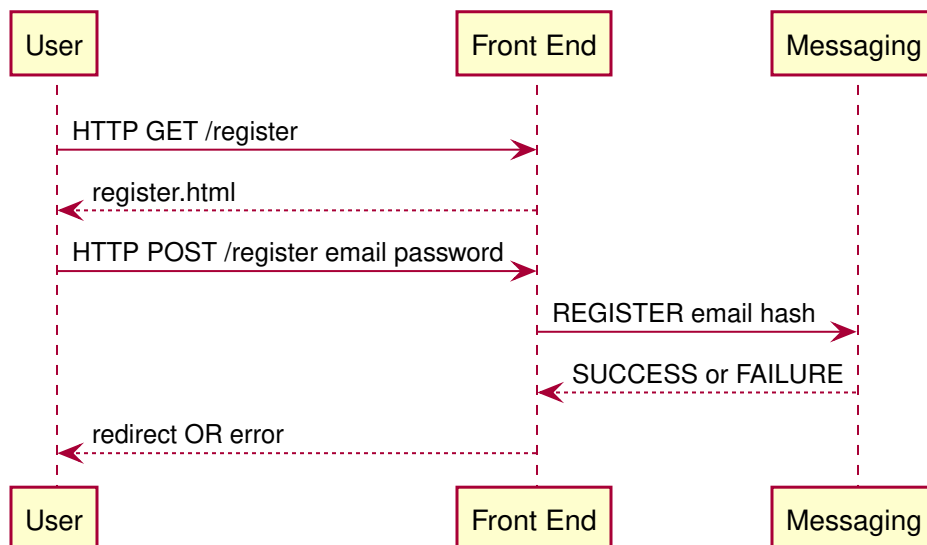 User
Front End
Messaging
HTTP GET /register
register.html
HTTP POST /register email password
REGISTER email hash
SUCCESS or FAILURE
redirect OR error
User
Front End
Messaging